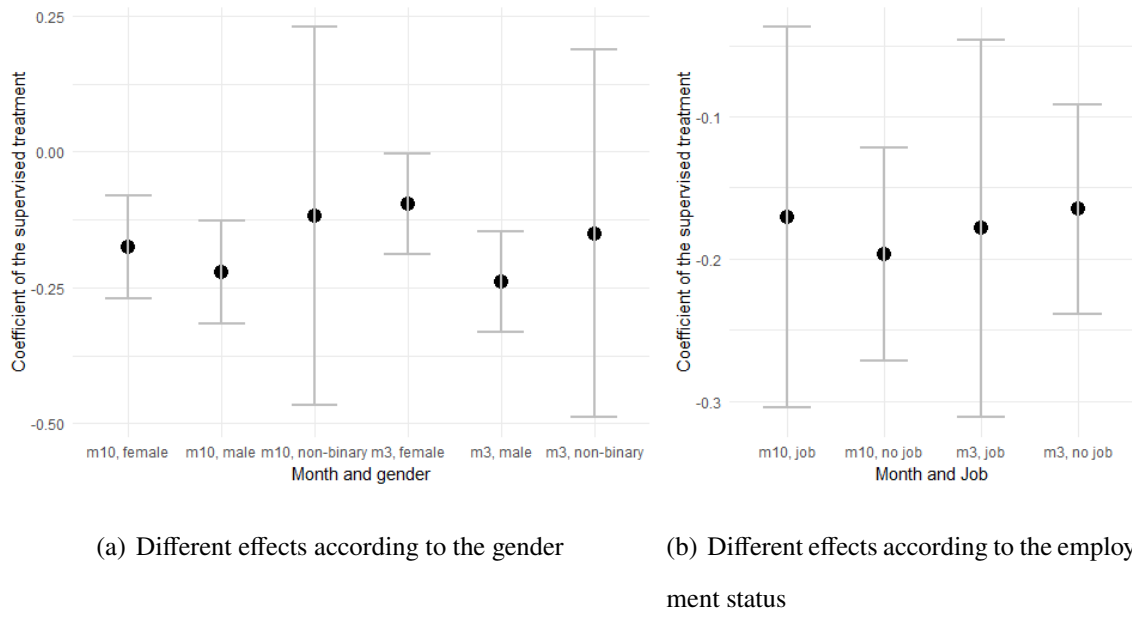 0.25
0.00
-0.25
-0.50
Coefficient of the supervised treatment
m10, female m10, male m10, non-binary m3, female m3, male m3, non-binary
Month and gender
-0.1
-0.2
-0.3
Coefficient of the supervised treatment
m10, job m10, no job m3, job m3, no job
Month and Job
(a) Different effects according to the gender
(b) Different effects according to the employ-
ment status